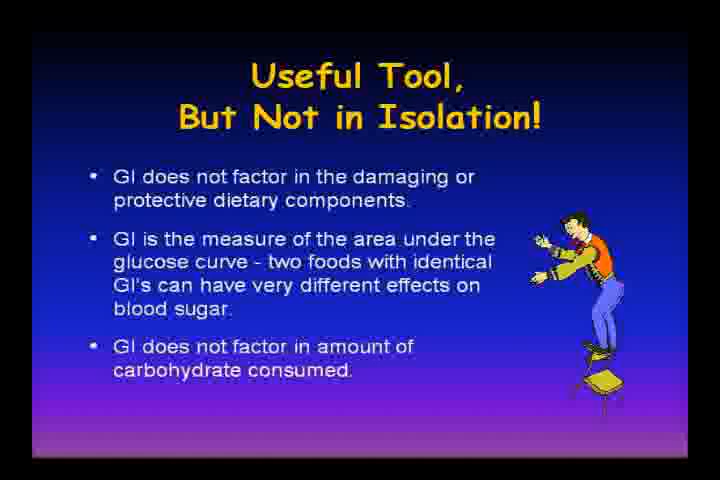 Useful Tool,
But Not in Isolation!
• GI does not factor in the damaging or
protective dietary components.
• GI is the measure of the area under the
glucose curve - two foods with identical
GI's can have very different effects on
blood sugar.
• GI does not factor in amount of
carbohydrate consumed.